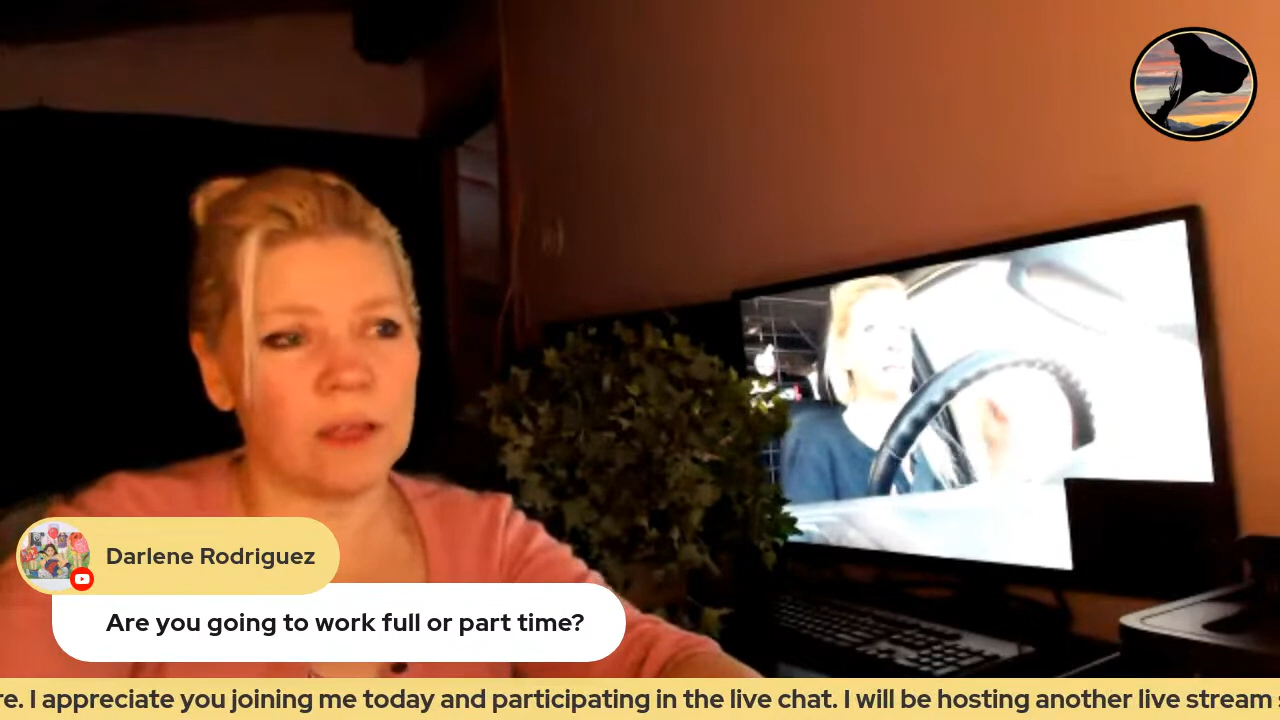 Darlene Rodriguez
Are you going to work full or part time?
re. I appreciate you joining me today and participating in the live chat. I will be hosting another live stream s